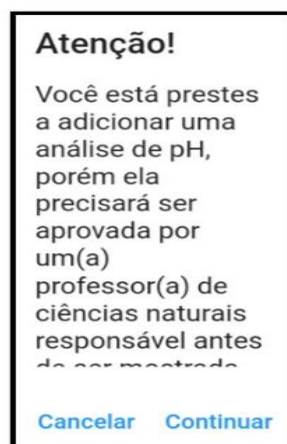 Atenção!
Você está prestes
a adicionar uma
análise de pH,
porém ela
precisará ser
aprovada por
um(a)
professor(a) de
ciências naturais
responsável antes
Cancelar Continuar